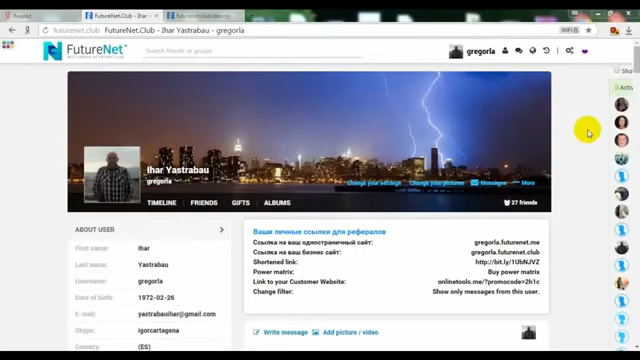 Яндекс
FutureNet.Club - Ihar
futurenet.club
FutureNet.Club - Ihar Yastrabau - gregorla
WiFi
FutureNet
Search friends or groups
gregorla
Ihar Yastrabau
gregorla
Change your settings Change your pictures Messages More
TIMELINE FRIENDS GIFTS ALBUMS 27 friends
ABOUT USER
First name: Ihar
Last name: Yastrabau
Username: gregorla
Date of birth: 1972-02-26
E-mail: yastrabauihar@gmail.com
Skype: igorcartagena
Country: (ES)
Ваши личные ссылки для рефералов
Ссылка на ваш одностраничный сайт: gregorla.futurenet.me
Ссылка на ваш бизнес сайт: gregorla.futurenet.club
Shortened link: http://bit.ly/1UbNJVZ
Power matrix: Buy power matrix
Link to your Customer Website: onlinetools.me/?promocode=2h1c
Change filter: Show only messages from this user.
Write message Add picture / video
Sho
Activ